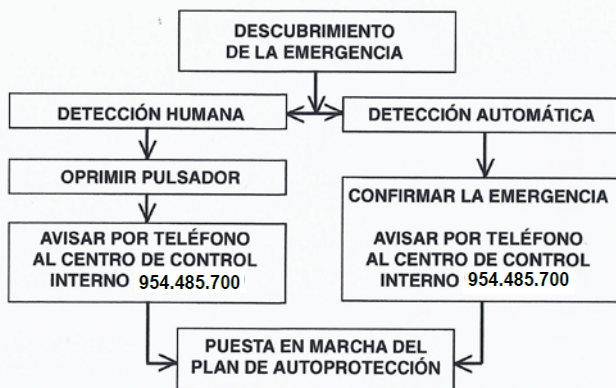 DESCUBRIMIENTO
DE LA EMERGENCIA
DETECCIÓN HUMANA
DETECCIÓN AUTOMÁTICA
OPRIMIR PULSADOR
CONFIRMAR LA EMERGENCIA
AVISAR POR TELÉFONO
AL CENTRO DE CONTROL
INTERNO 954.485.700
AVISAR POR TELÉFONO
AL CENTRO DE CONTROL
INTERNO 954.485.700
PUESTA EN MARCHA DEL
PLAN DE AUTOPROTECCIÓN